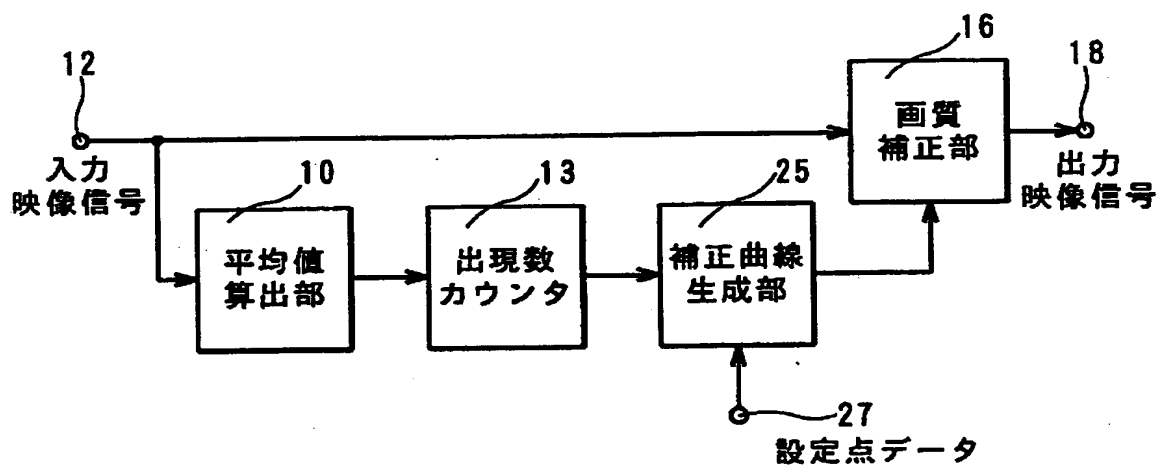 16
18
12
画質
補正部
入力
映像信号
出力
映像信号
10
13
25
平均値
算出部
出現数
カウンタ
補正曲線
生成部
27
設定点データ